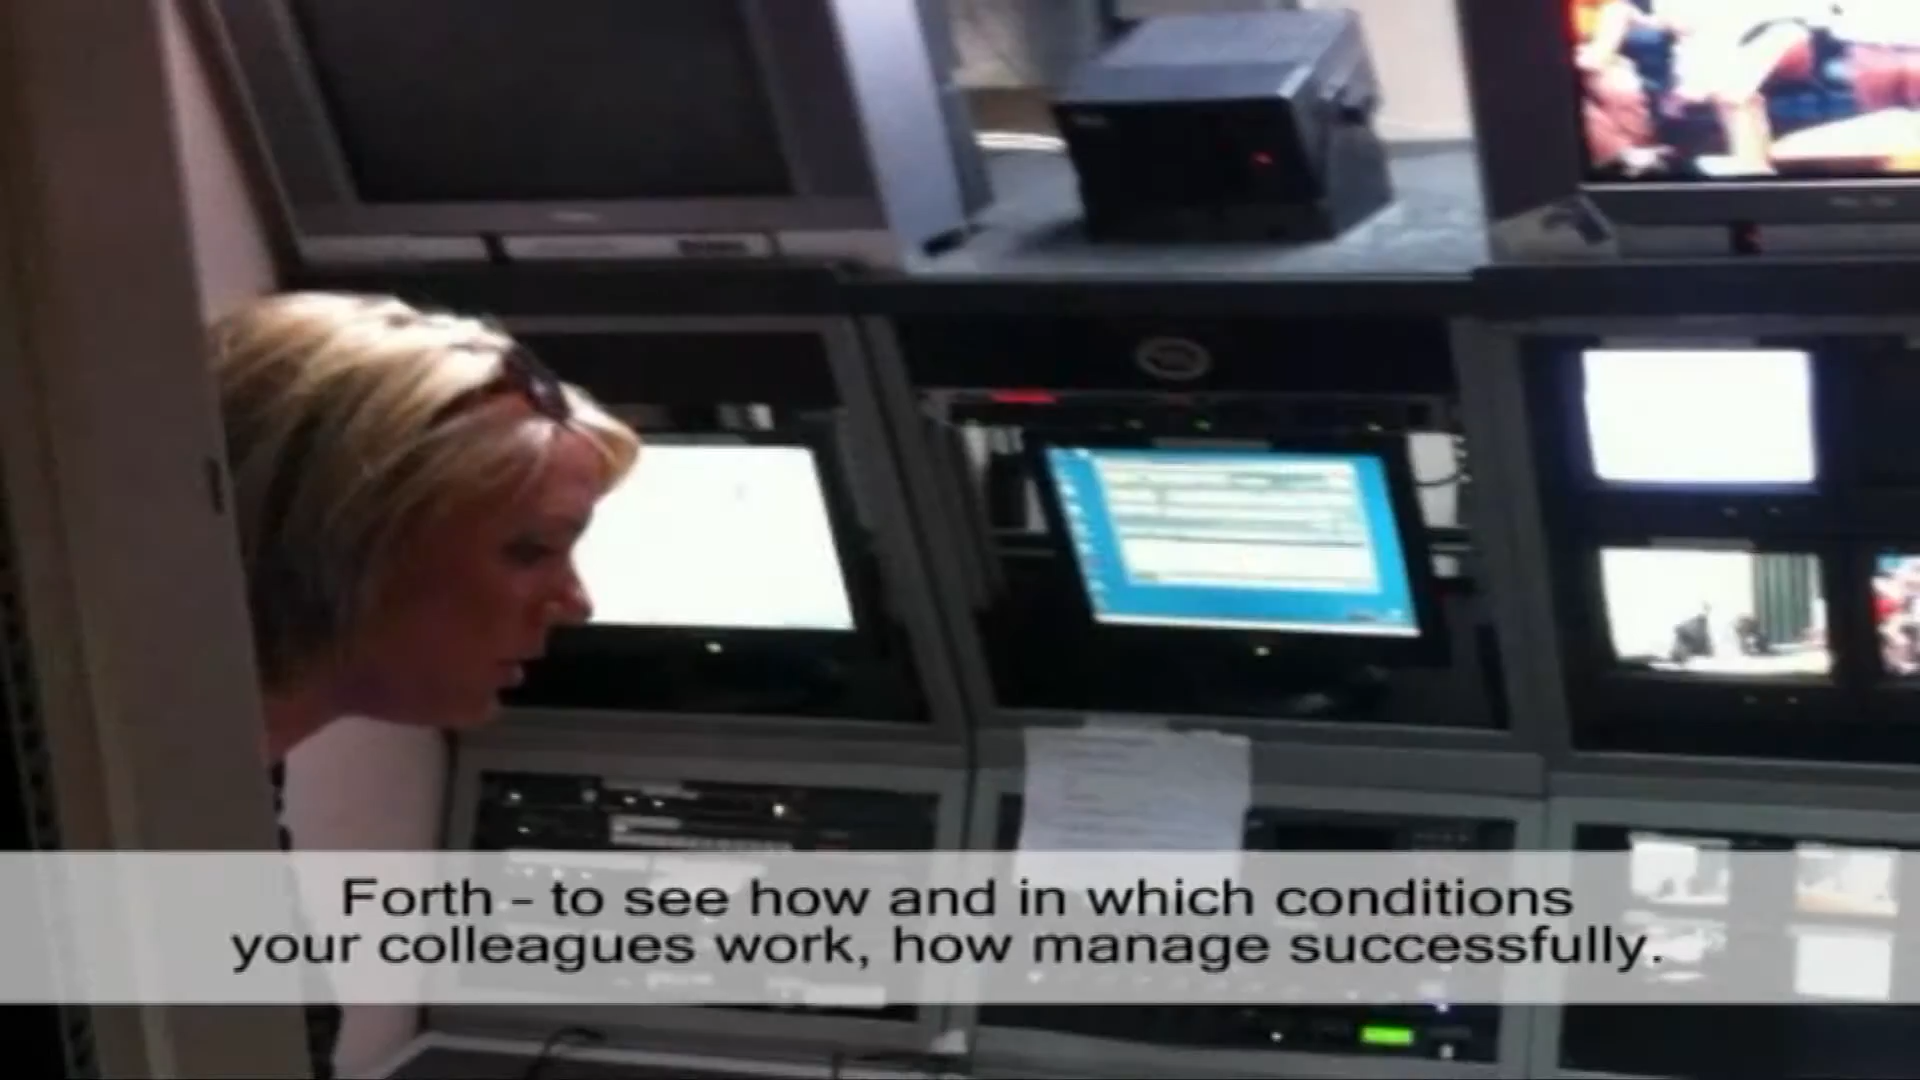 Forth - to see how and in which conditions
your colleagues work, how manage successfully.